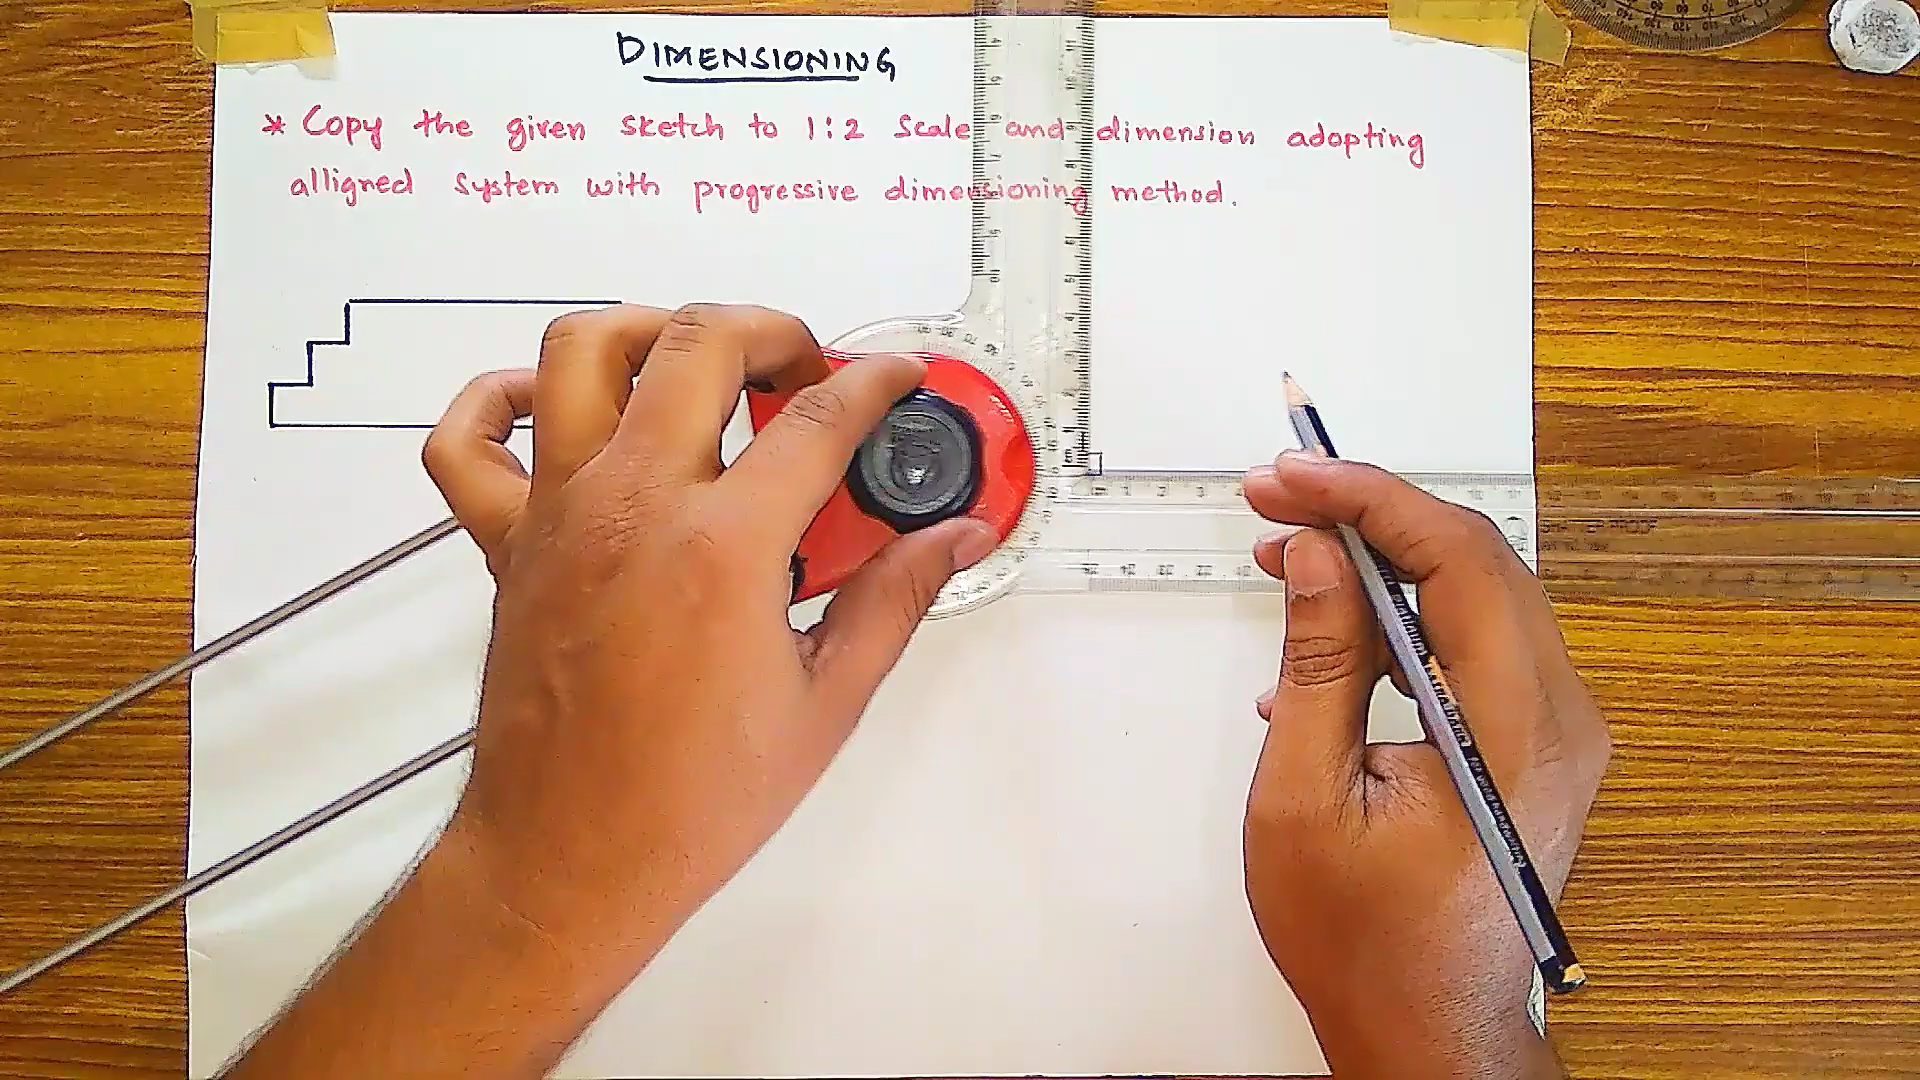 DIMENSIONING
* Copy the given sketch to 1:2 scale and dimension adopting
alligned system with progressive dimensioning method.